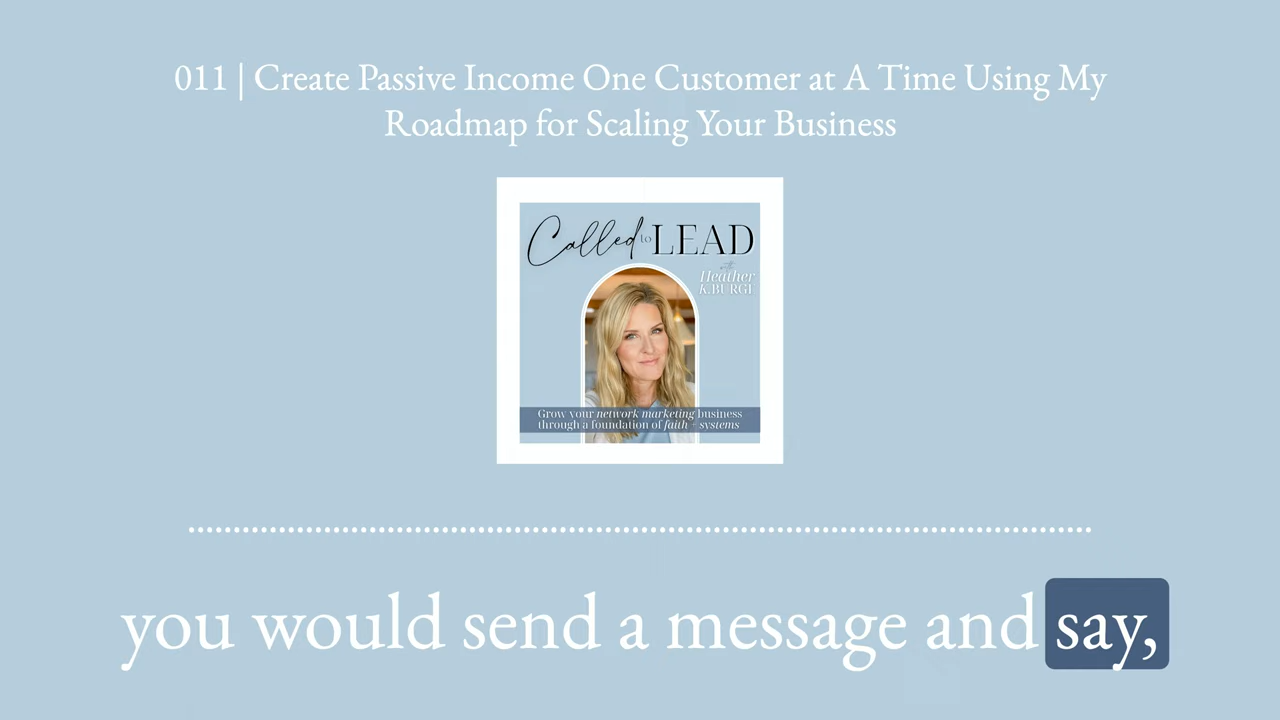 011 | Create Passive Income One Customer at A Time Using My
Roadmap for Scaling Your Business
Called to LEAD
with
Heather
K.BURGE
Grow your network marketing business
through a foundation of faith + systems
you would send a message and say,